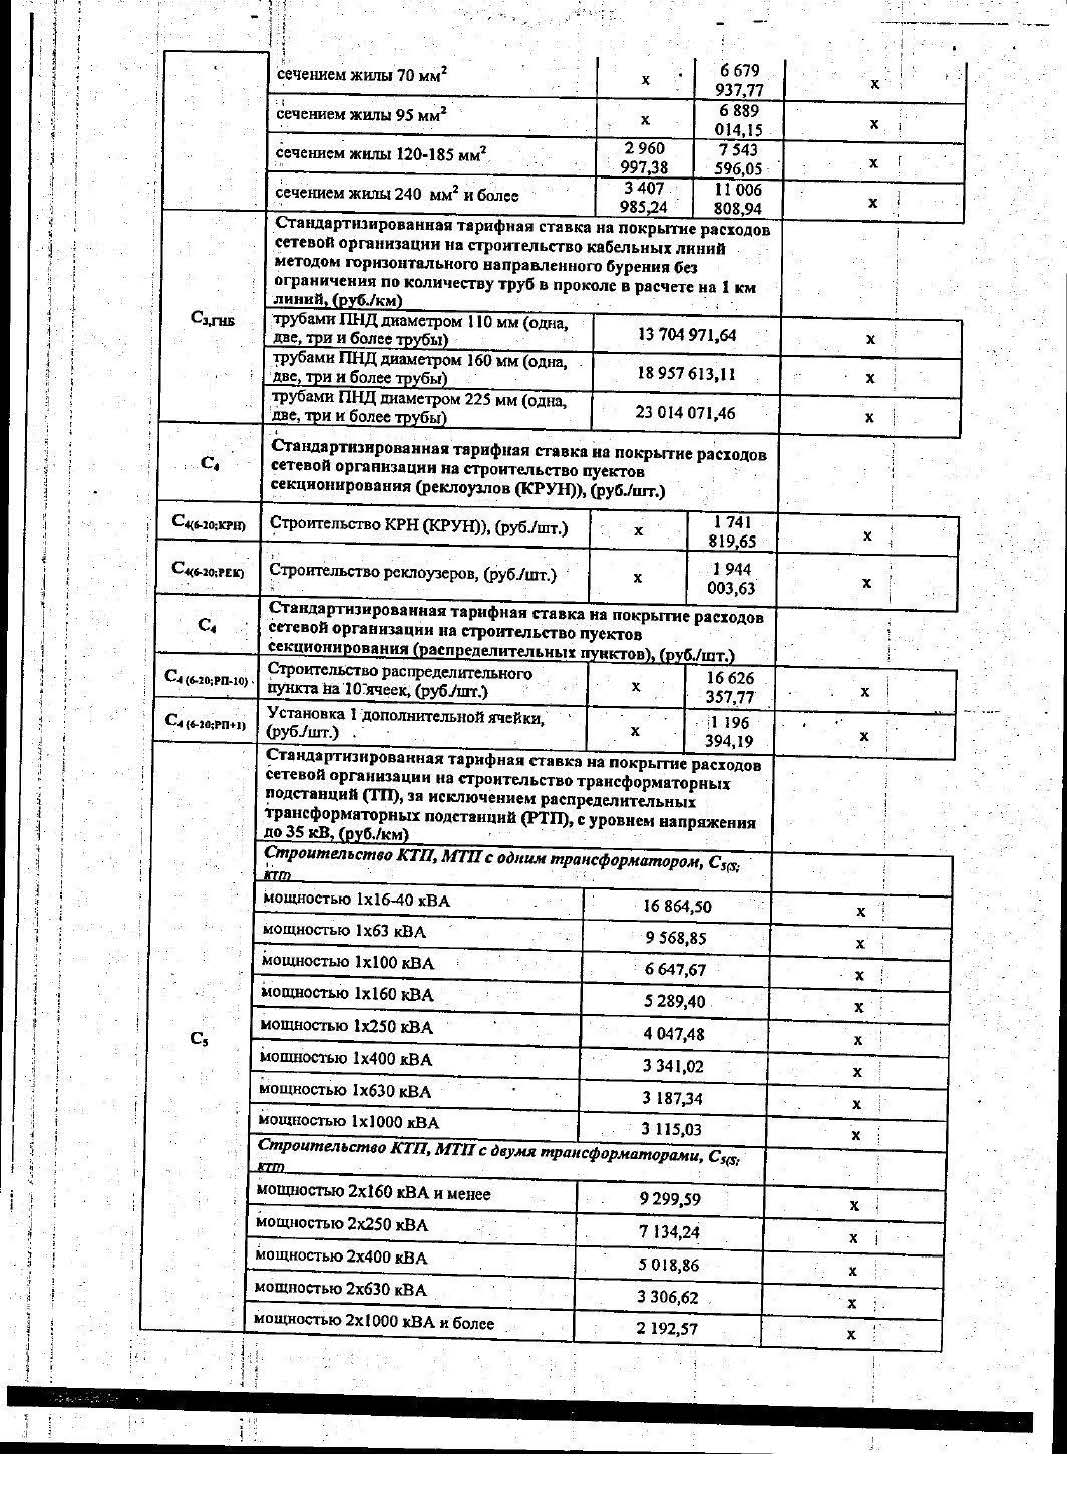 сечением жилы 70 мм² х 6 679 х
937,77
сечением жилы 95 мм² х 6 889 х
014,15
сечением жилы 120-185 мм² 2 960 7 543 х
997,38 596,05
сечением жилы 240 мм² и более 3 407 11 006 х
985,24 808,94
Стандартизированная тарифная ставка на покрытие расходов
сетевой организации на строительство кабельных линий
методом горизонтального направленного бурения без
ограничения по количеству труб в проколе в расчете на 1 км
линий, (руб./км)
С3,ГНБ
трубами ПНД диаметром 110 мм (одна,
две, три и более трубы) 13 704 971,64 х
трубами ПНД диаметром 160 мм (одна,
две, три и более трубы) 18 957 613,11 х
трубами ПНД диаметром 225 мм (одна,
две, три и более трубы) 23 014 071,46 х
С4
Стандартизированная тарифная ставка на покрытие расходов
сетевой организации на строительство пуектов
секционирования (реклоузлов (КРУН)), (руб./шт.)
С4(6-20;КРН) Строительство КРН (КРУН)), (руб./шт.) х 1 741 х
819,65
С4(6-20;РЕК) Строительство реклоузеров, (руб./шт.) х 1 944 х
003,63
С4
Стандартизированная тарифная ставка на покрытие расходов
сетевой организации на строительство пуектов
секционирования (распределительных пунктов), (руб./шт.)
С4 (6-20;РП-10) Строительство распределительного х 16 626 х
пункта на 10 ячеек, (руб./шт.) 357,77
С4 (6-20;РП+1) Установка 1 дополнительной ячейки, х 1 196 х
(руб./шт.) 394,19
Стандартизированная тарифная ставка на покрытие расходов
сетевой организации на строительство трансформаторных
подстанций (ТП), за исключением распределительных
трансформаторных подстанций (РТП), с уровнем напряжения
до 35 кВ, (руб./км)
Строительство КТП, МТП с одним трансформатором, С5(S;
ктп)
мощностью 1х16-40 кВА 16 864,50 х
мощностью 1х63 кВА 9 568,85 х
мощностью 1х100 кВА 6 647,67 х
мощностью 1х160 кВА 5 289,40 х
С5
мощностью 1х250 кВА 4 047,48 х
мощностью 1х400 кВА 3 341,02 х
мощностью 1х630 кВА 3 187,34 х
мощностью 1х1000 кВА 3 115,03 х
Строительство КТП, МТП с двумя трансформаторами, С5(S;
ктп)
мощностью 2х160 кВА и менее 9 299,59 х
мощностью 2х250 кВА 7 134,24 х
мощностью 2х400 кВА 5 018,86 х
мощностью 2х630 кВА 3 306,62 х
мощностью 2х1000 кВА и более 2 192,57 х